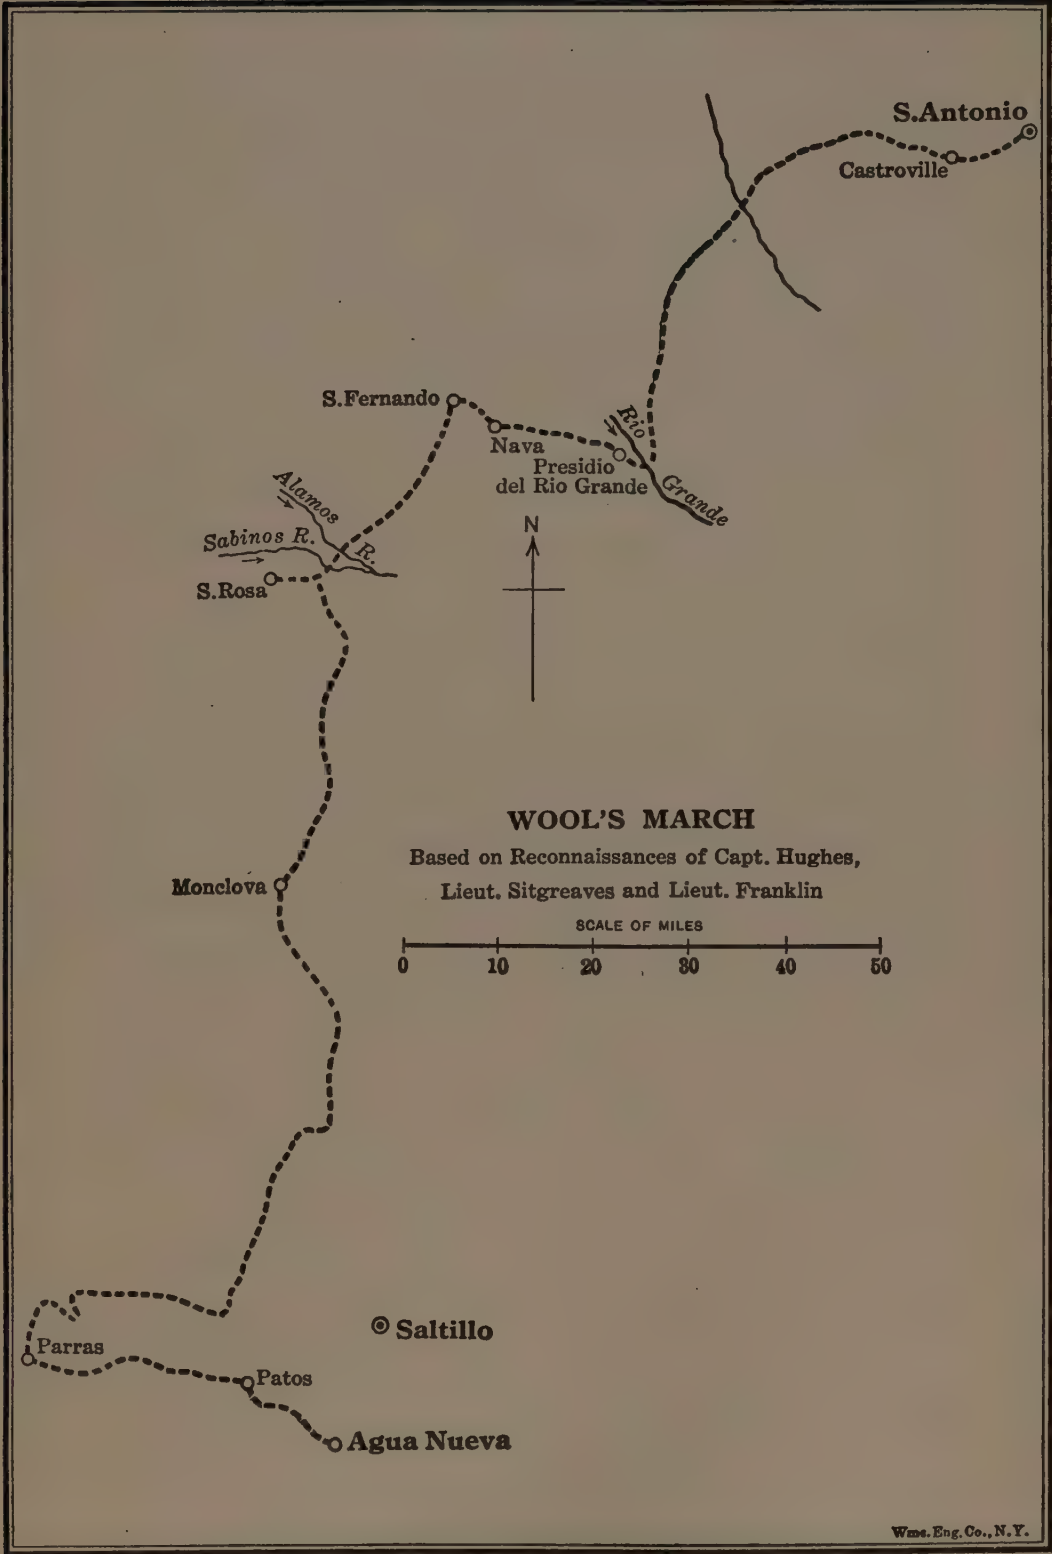 S.Antonio
Castroville
S.Fernando
Nava
Rio
Grande
Presidio
del Rio Grande
Alamos
R.
Sabinos R.
S.Rosa
N
WOOL'S MARCH
Based on Reconnaissances of Capt. Hughes,
Lieut. Sitgreaves and Lieut. Franklin
SCALE OF MILES
0 10 20 30 40 50
Monclova
Saltillo
Parras
Patos
Agua Nueva
Wms. Eng. Co., N.Y.